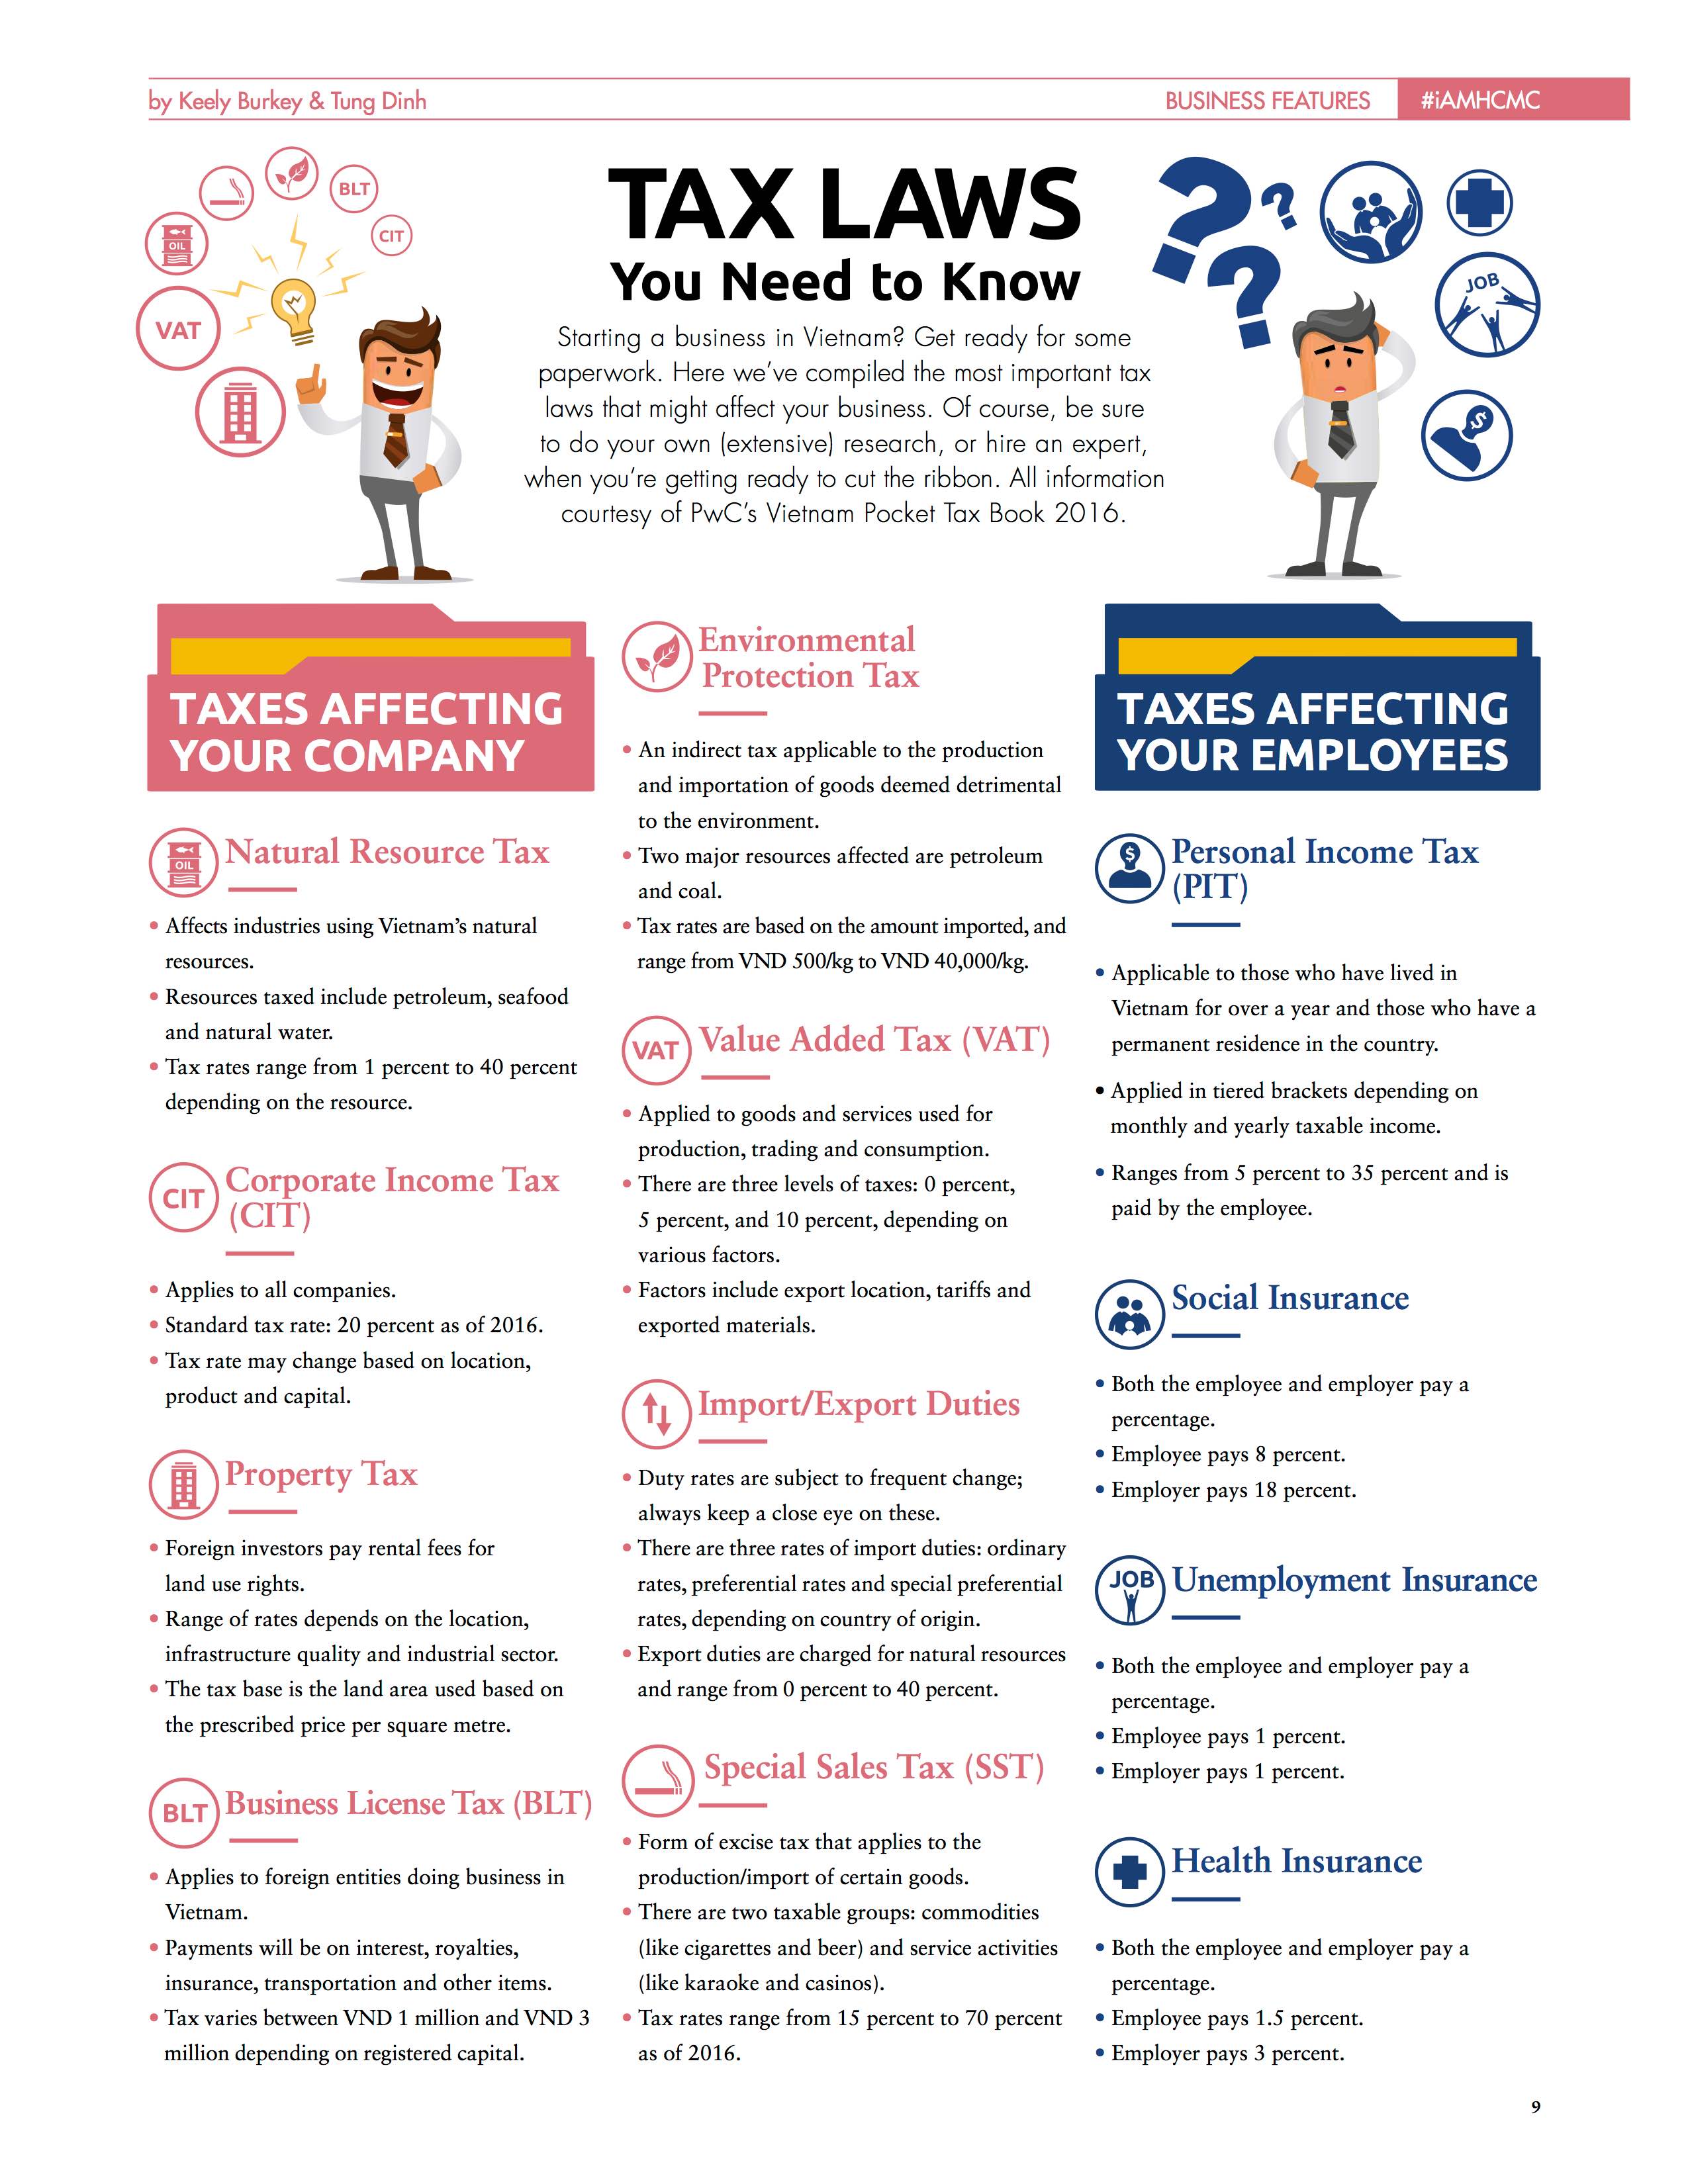 by Keely Burkey & Tung Dinh
BUSINESS FEATURES
#iAMHCMC
BLT
CIT
OIL
VAT
TAX LAWS
You Need to Know
Starting a business in Vietnam? Get ready for some
paperwork. Here we've compiled the most important tax
laws that might affect your business. Of course, be sure
to do your own (extensive) research, or hire an expert,
when you're getting ready to cut the ribbon. All information
courtesy of PwC's Vietnam Pocket Tax Book 2016.
? ? ?
JOB
$
TAXES AFFECTING
YOUR COMPANY
OIL
Natural Resource Tax
• Affects industries using Vietnam's natural
resources.
• Resources taxed include petroleum, seafood
and natural water.
• Tax rates range from 1 percent to 40 percent
depending on the resource.
CIT
Corporate Income Tax
(CIT)
• Applies to all companies.
• Standard tax rate: 20 percent as of 2016.
• Tax rate may change based on location,
product and capital.
Property Tax
• Foreign investors pay rental fees for
land use rights.
• Range of rates depends on the location,
infrastructure quality and industrial sector.
• The tax base is the land area used based on
the prescribed price per square metre.
BLT
Business License Tax (BLT)
• Applies to foreign entities doing business in
Vietnam.
• Payments will be on interest, royalties,
insurance, transportation and other items.
• Tax varies between VND 1 million and VND 3
million depending on registered capital.
Environmental
Protection Tax
• An indirect tax applicable to the production
and importation of goods deemed detrimental
to the environment.
• Two major resources affected are petroleum
and coal.
• Tax rates are based on the amount imported, and
range from VND 500/kg to VND 40,000/kg.
VAT
Value Added Tax (VAT)
• Applied to goods and services used for
production, trading and consumption.
• There are three levels of taxes: 0 percent,
5 percent, and 10 percent, depending on
various factors.
• Factors include export location, tariffs and
exported materials.
Import/Export Duties
• Duty rates are subject to frequent change;
always keep a close eye on these.
• There are three rates of import duties: ordinary
rates, preferential rates and special preferential
rates, depending on country of origin.
• Export duties are charged for natural resources
and range from 0 percent to 40 percent.
Special Sales Tax (SST)
• Form of excise tax that applies to the
production/import of certain goods.
• There are two taxable groups: commodities
(like cigarettes and beer) and service activities
(like karaoke and casinos).
• Tax rates range from 15 percent to 70 percent
as of 2016.
TAXES AFFECTING
YOUR EMPLOYEES
$
Personal Income Tax
(PIT)
• Applicable to those who have lived in
Vietnam for over a year and those who have a
permanent residence in the country.
• Applied in tiered brackets depending on
monthly and yearly taxable income.
• Ranges from 5 percent to 35 percent and is
paid by the employee.
Social Insurance
• Both the employee and employer pay a
percentage.
• Employee pays 8 percent.
• Employer pays 18 percent.
JOB
Unemployment Insurance
• Both the employee and employer pay a
percentage.
• Employee pays 1 percent.
• Employer pays 1 percent.
Health Insurance
• Both the employee and employer pay a
percentage.
• Employee pays 1.5 percent.
• Employer pays 3 percent.
9